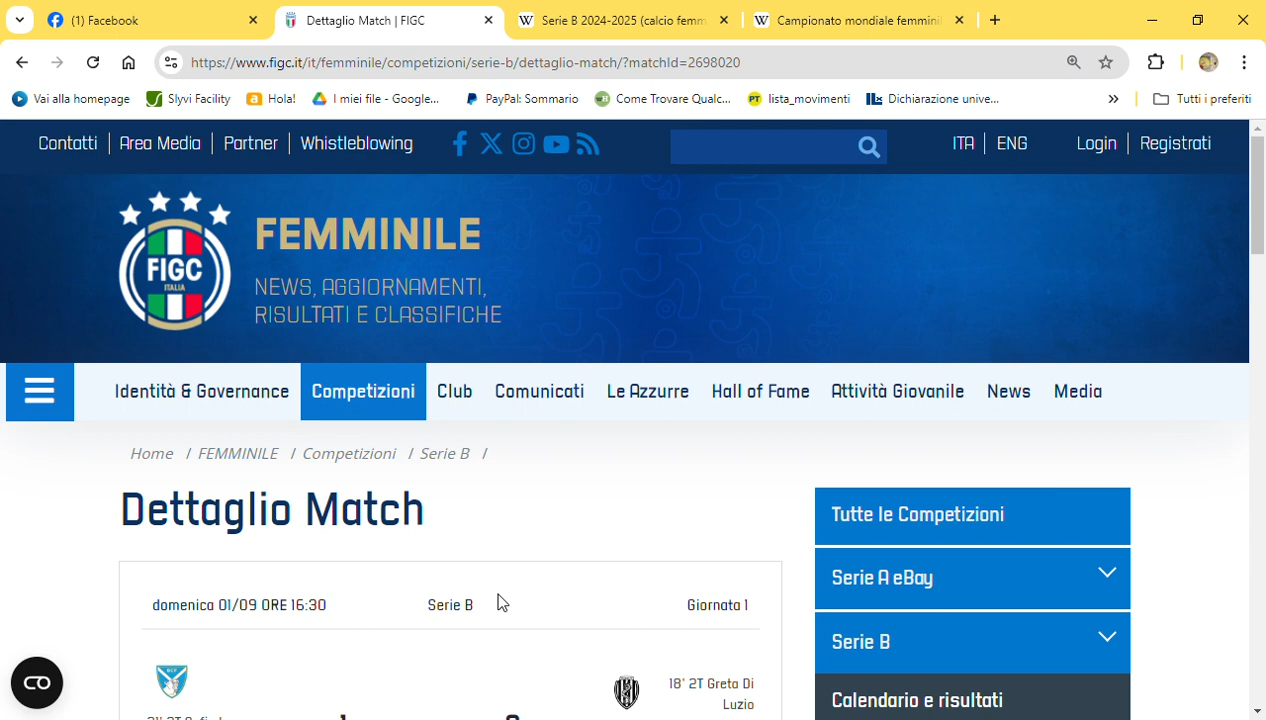 (1) Facebook
Dettaglio Match | FIGC
Serie B 2024-2025 (calcio femm
Campionato mondiale femminil
https://www.figc.it/it/femminile/competizioni/serie-b/dettaglio-match/?matchId=2698020
Vai alla homepage
Slyvi Facility
Hola!
I miei file - Google...
PayPal: Sommario
Come Trovare Qualc...
lista_movimenti
Dichiarazione unive...
Tutti i preferiti
Contatti
Area Media
Partner
Whistleblowing
ITA
ENG
Login
Registrati
FIGC
ITALIA
FEMMINILE
NEWS, AGGIORNAMENTI,
RISULTATI E CLASSIFICHE
Identità & Governance
Competizioni
Club
Comunicati
Le Azzurre
Hall of Fame
Attività Giovanile
News
Media
Home / FEMMINILE / Competizioni / Serie B /
Dettaglio Match
Tutte le Competizioni
Serie A eBay
Serie B
Calendario e risultati
domenica 01/09 ORE 16:30
Serie B
Giornata 1
18' 2T Greta Di
Luzio